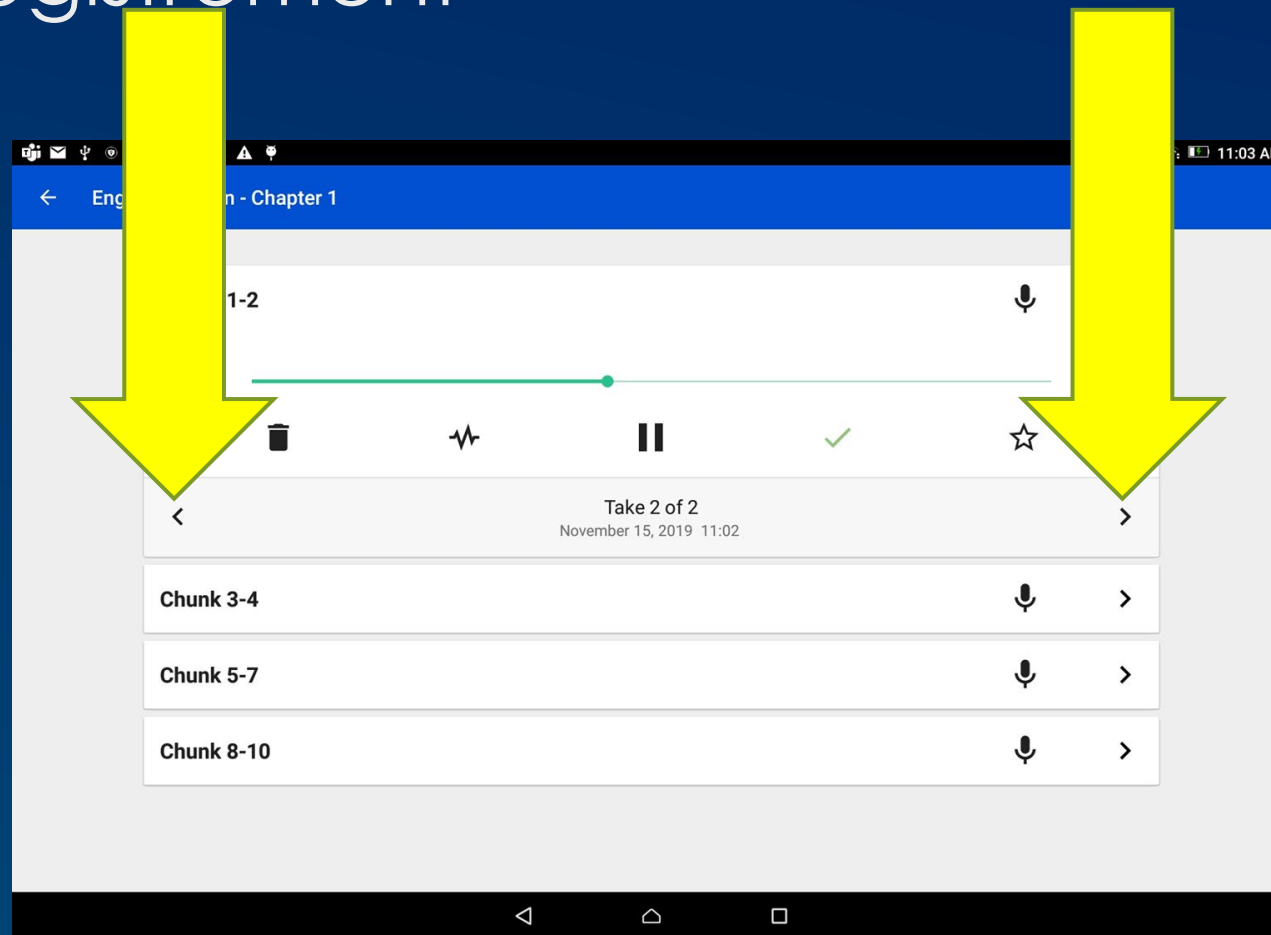 11:03
Chapter 1
1-2
Take 2 of 2
November 15, 2019 11:02
Chunk 3-4
Chunk 5-7
Chunk 8-10